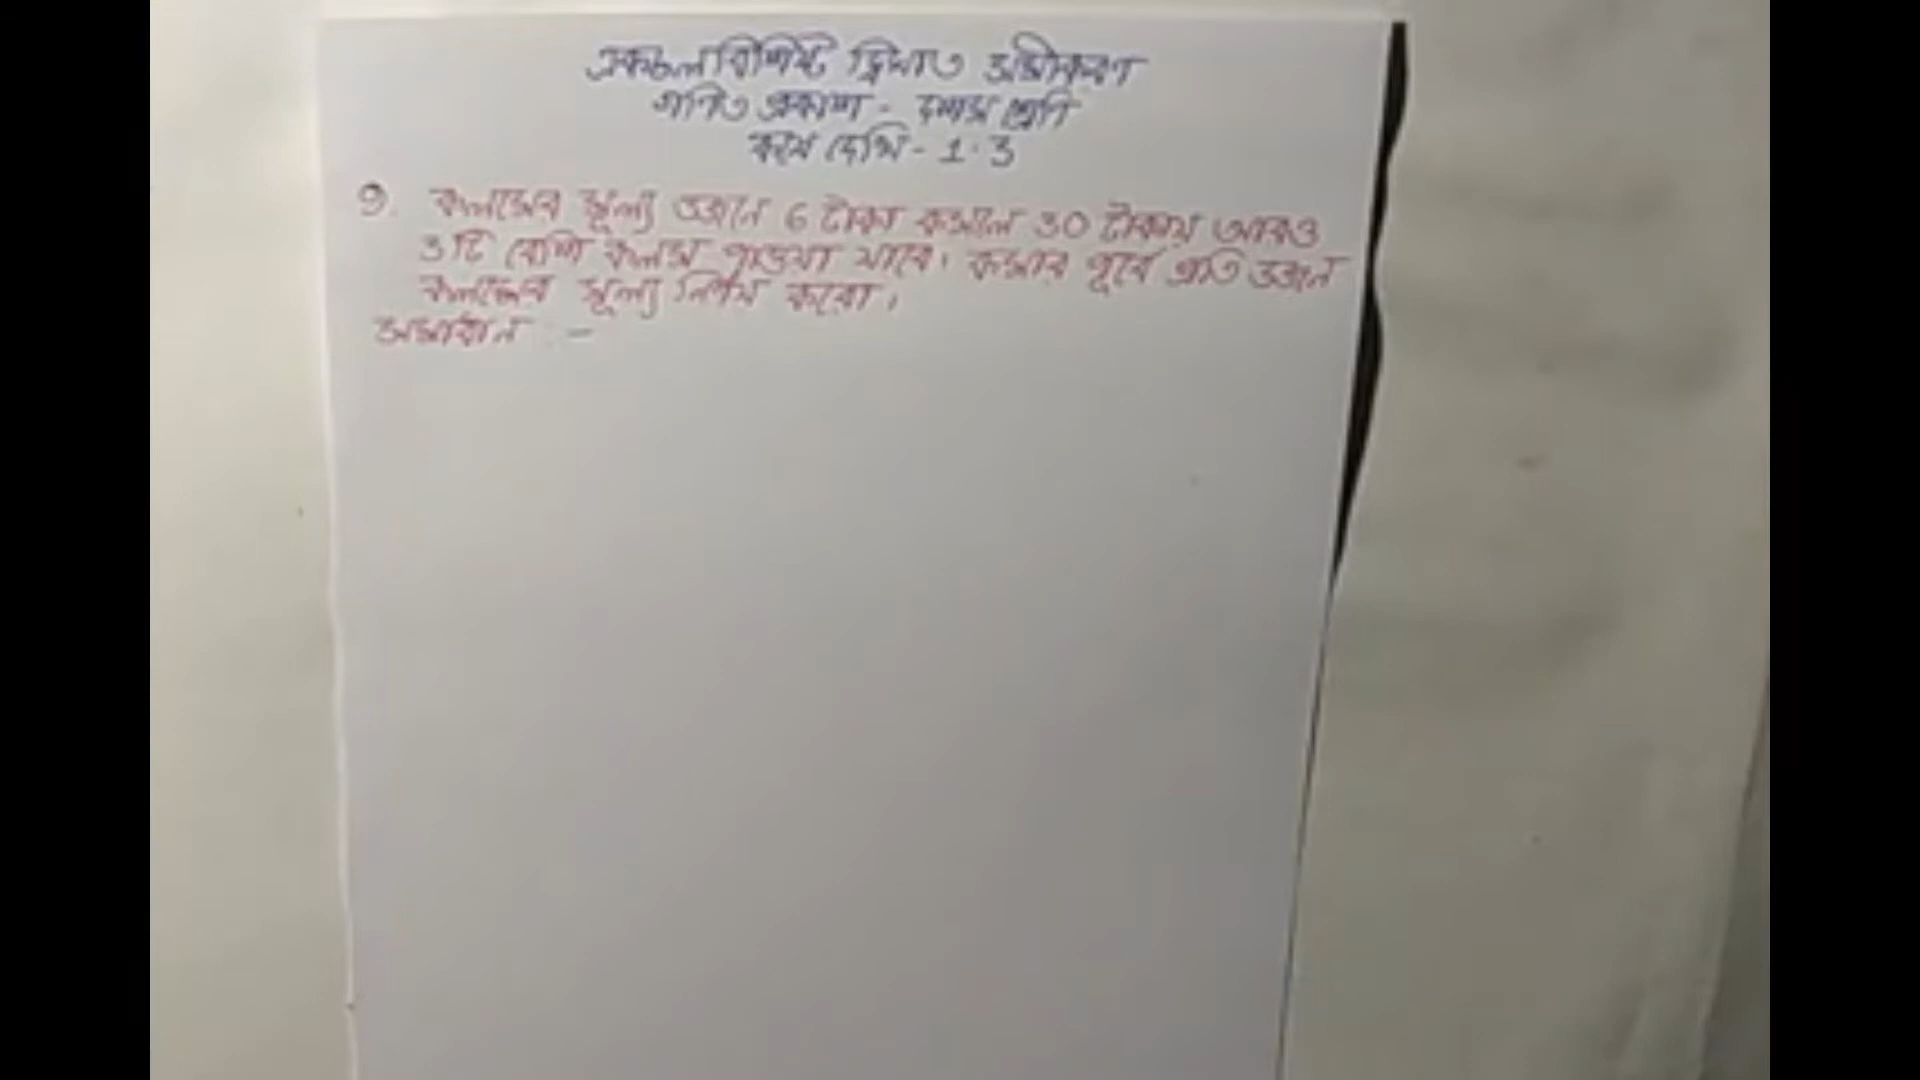 একচলবিশিষ্ট দ্বিঘাত সমীকরণ
গণিত প্রকাশ - দশম শ্রেণি
কষে দেখি - 1.3
9. কলমের মূল্য ডজনে 6 টাকা কমলে 30 টাকায় আরও
3টি বেশি কলম পাওয়া যাবে। কমার পূর্বে প্রতি ডজন
কলমের মূল্য নির্ণয় করো।
সমাধান :-